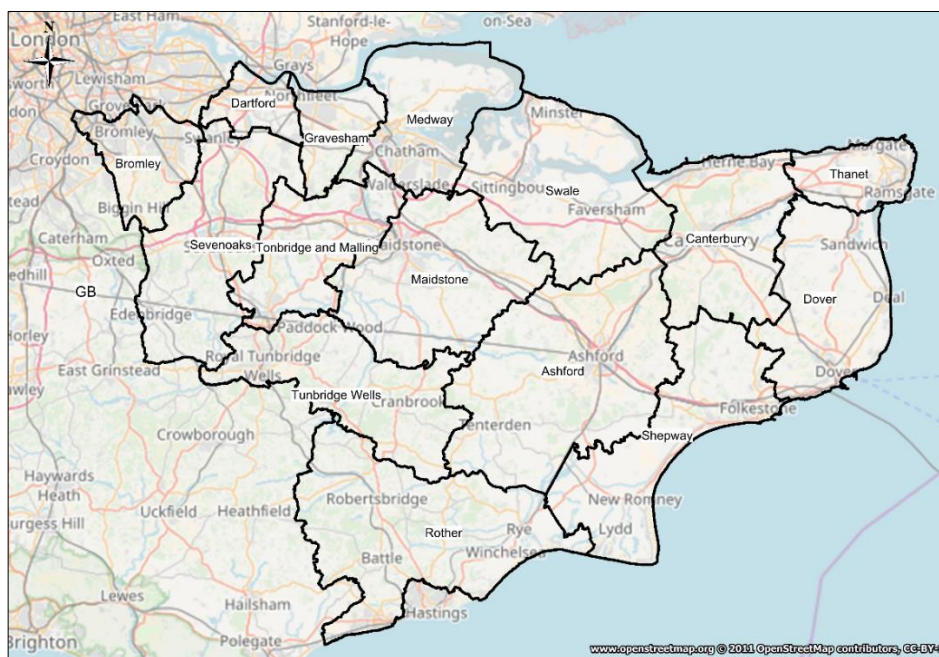 East Ham
Stanford-le-
on-Sea
N
London
Hope
Grays
Lewisham
Dartford
Northfleet
Minster
Bromley
Swanley
Medway
Gravesham
Chatham
Croydon
Bromley
Herne Bay
Margate
Thanet
Walderslade
Sittingbou
Ramsgate
Biggin Hill
Swale
Faversham
Caterham
Oxted
Sevenoaks
Tonbridge and Malling
Canterbury
Sandwich
Maidstone
GB
Dover
Deal
Edenbridge
Paddock Wood
Horley
Royal Tunbridge
Wells
Ashford
Ashford
East Grinstead
Dover
Tunbridge Wells
Cranbrook
Folkestone
Tenterden
Crowborough
Shepway
Haywards
Heath
Robertsbridge
New Romney
Uckfield
Heathfield
Lydd
Rother
Rye
Battle
Winchelsea
Lewes
Hailsham
Hastings
Brighton
Polegate
www.openstreetmap.org © 2011 OpenStreetMap contributors, CC-BY-